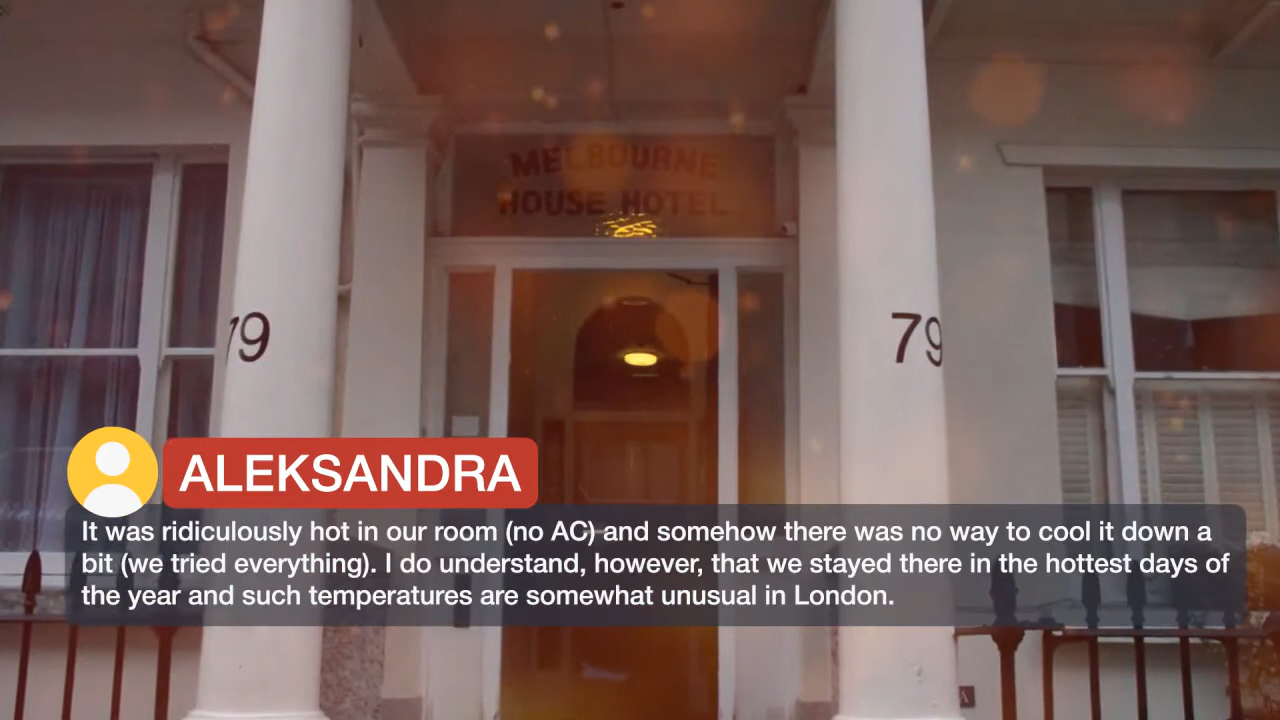 MELBOURNE
HOUSE HOTEL
79
79
ALEKSANDRA
It was ridiculously hot in our room (no AC) and somehow there was no way to cool it down a
bit (we tried everything). I do understand, however, that we stayed there in the hottest days of
the year and such temperatures are somewhat unusual in London.